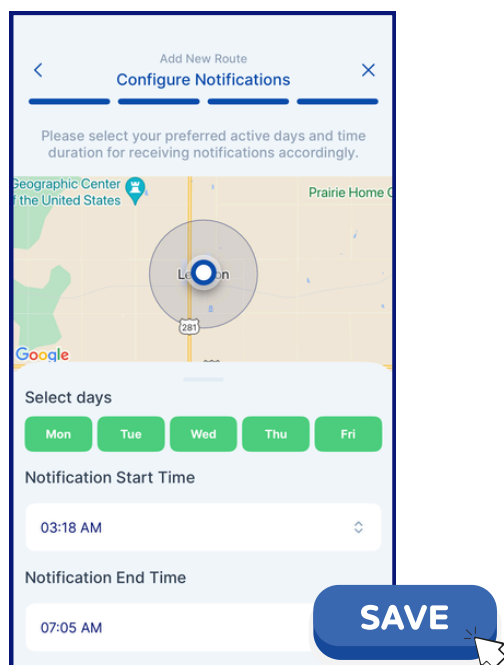 Add New Route
Configure Notifications
Please select your preferred active days and time
duration for receiving notifications accordingly.
Geographic Center
f the United States
Prairie Home
281
Google
Select days
Mon Tue Wed Thu Fri
Notification Start Time
03:18 AM
Notification End Time
07:05 AM
SAVE